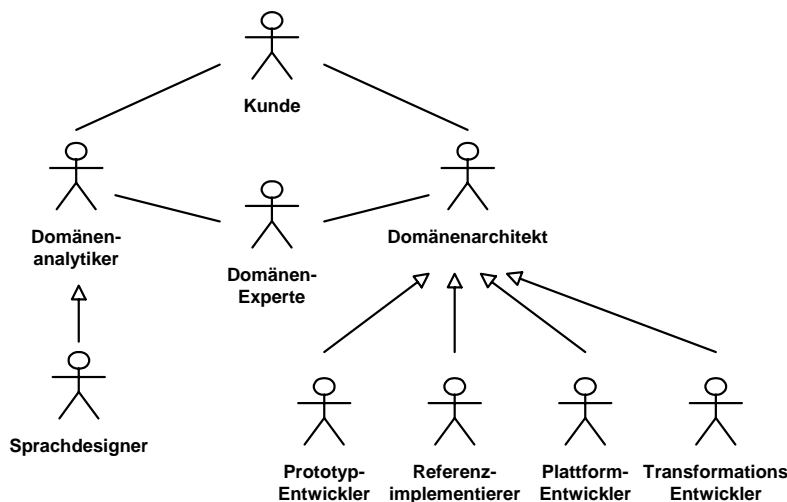 Kunde
Domänen-
analytiker
Domänen-
Experte
Domänenarchitekt
Sprachdesigner
Prototyp-
Entwickler
Referenz-
implementierer
Plattform-
Entwickler
Transformations
Entwickler